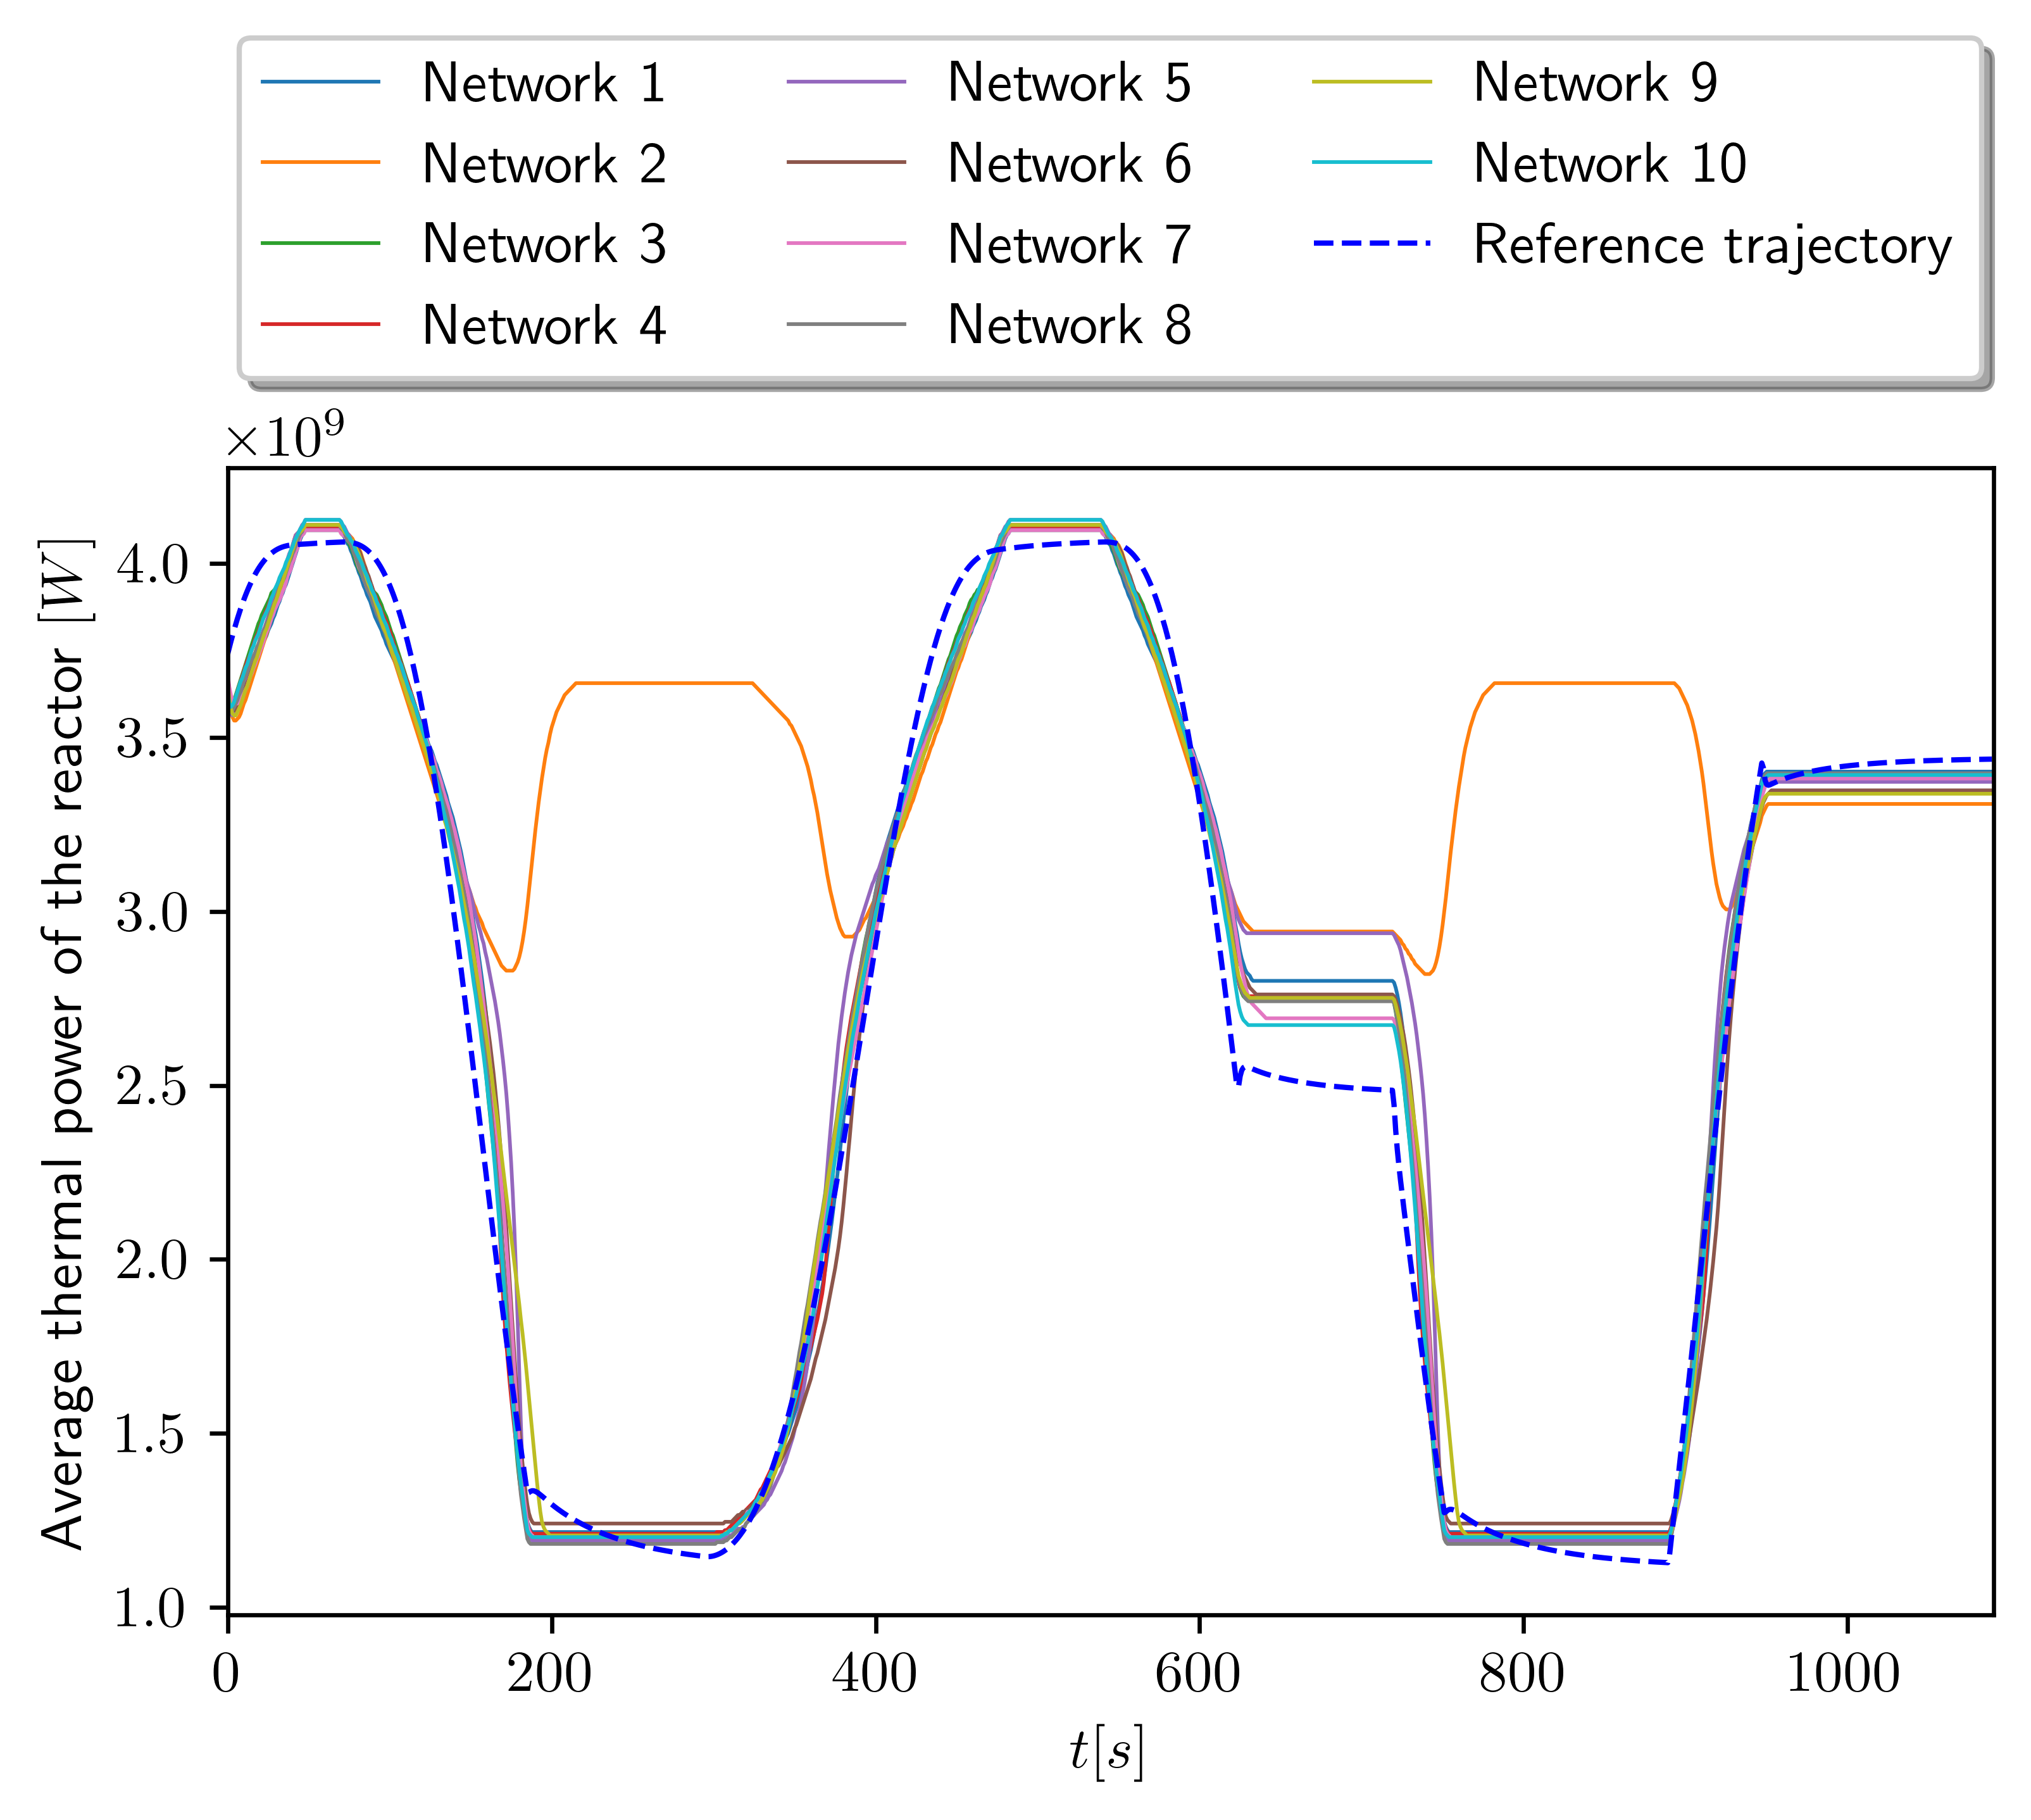 Network 1
Network 2
Network 3
Network 4
Network 5
Network 6
Network 7
Network 8
Network 9
Network 10
Reference trajectory
×10⁹
Average thermal power of the reactor [W]
4.0
3.5
3.0
2.5
2.0
1.5
1.0
0 200 400 600 800 1000
t[s]